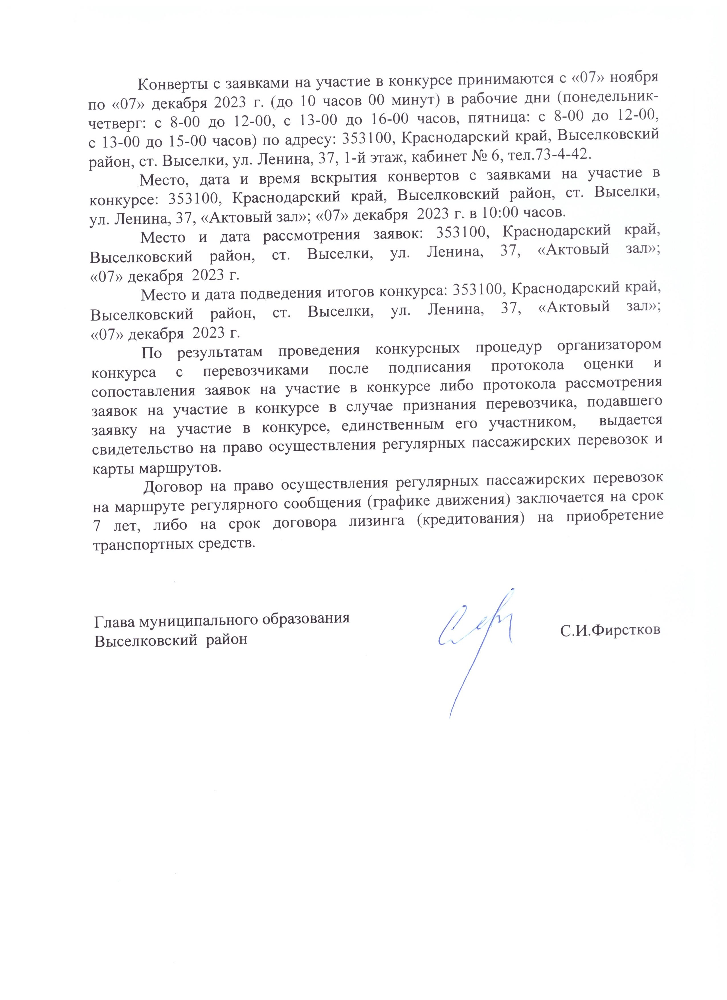 Конверты с заявками на участие в конкурсе принимаются с «07» ноября
по «07» декабря 2023 г. (до 10 часов 00 минут) в рабочие дни (понедельник-
четверг: с 8-00 до 12-00, с 13-00 до 16-00 часов, пятница: с 8-00 до 12-00,
с 13-00 до 15-00 часов) по адресу: 353100, Краснодарский край, Выселковский
район, ст. Выселки, ул. Ленина, 37, 1-й этаж, кабинет № 6, тел.73-4-42.
Место, дата и время вскрытия конвертов с заявками на участие в
конкурсе: 353100, Краснодарский край, Выселковский район, ст. Выселки,
ул. Ленина, 37, «Актовый зал»; «07» декабря 2023 г. в 10:00 часов.
Место и дата рассмотрения заявок: 353100, Краснодарский край,
Выселковский район, ст. Выселки, ул. Ленина, 37, «Актовый зал»;
«07» декабря 2023 г.
Место и дата подведения итогов конкурса: 353100, Краснодарский край,
Выселковский район, ст. Выселки, ул. Ленина, 37, «Актовый зал»;
«07» декабря 2023 г.
По результатам проведения конкурсных процедур организатором
конкурса с перевозчиками после подписания протокола оценки и
сопоставления заявок на участие в конкурсе либо протокола рассмотрения
заявок на участие в конкурсе в случае признания перевозчика, подавшего
заявку на участие в конкурсе, единственным его участником, выдается
свидетельство на право осуществления регулярных пассажирских перевозок и
карты маршрутов.
Договор на право осуществления регулярных пассажирских перевозок
на маршруте регулярного сообщения (графике движения) заключается на срок
7 лет, либо на срок договора лизинга (кредитования) на приобретение
транспортных средств.
Глава муниципального образования
Выселковский район
С.И.Фирстков